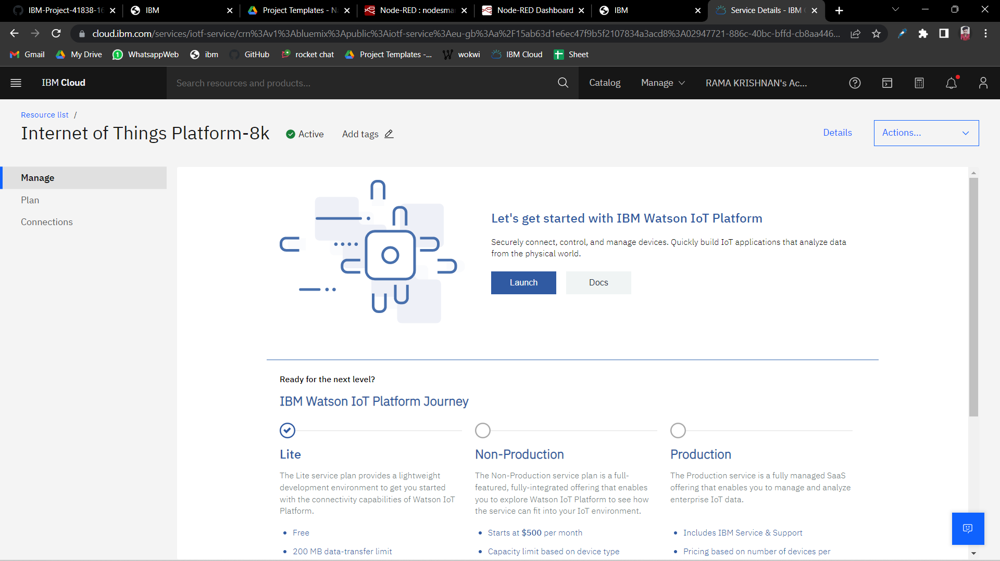 IBM-Project-41838-16
IBM
Project Templates - N
Node-RED : nodesma
Node-RED Dashboard
IBM
Service Details - IBM C
cloud.ibm.com/services/iotf-service/crn%3Av1%3Abluemix%3Apublic%3Aiotf-service%3Aeu-gb%3Aa%2F15ab63d1e6ec47f9b5f2107834a3acd8%3A02947721-886c-40bc-bffd-cb8aa446...
Gmail
My Drive
WhatsappWeb
ibm
GitHub
rocket chat
Project Templates -...
wokwi
IBM Cloud
Sheet
IBM Cloud
Search resources and products...
Catalog
Manage
RAMA KRISHNAN's Ac...
Resource list /
Internet of Things Platform-8k
Active
Add tags
Details
Actions...
Manage
Plan
Connections
Let's get started with IBM Watson IoT Platform
Securely connect, control, and manage devices. Quickly build IoT applications that analyze data
from the physical world.
Launch
Docs
Ready for the next level?
IBM Watson IoT Platform Journey
Lite
The Lite service plan provides a lightweight
development environment to get you started
with the connectivity capabilities of Watson IoT
Platform.
• Free
• 200 MB data-transfer limit
Non-Production
The Non-Production service plan is a full-
featured, fully-integrated offering that enables
you to explore Watson IoT Platform to see how
the service can fit into your IoT environment.
• Starts at $500 per month
• Capacity limit based on device type
Production
The Production service is a fully managed SaaS
offering that enables you to manage and analyze
enterprise IoT data.
• Includes IBM Service & Support
• Pricing based on number of devices per